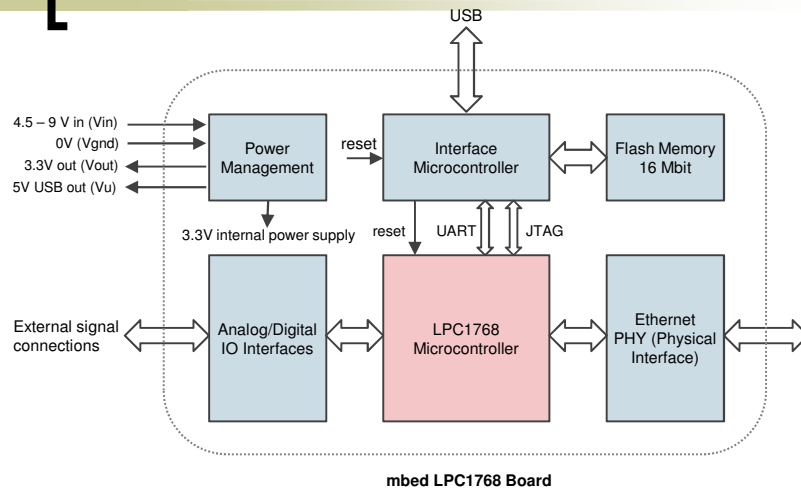 USB
4.5 – 9 V in (Vin)
0V (Vgnd)
3.3V out (Vout)
5V USB out (Vu)
Power
Management
reset
Interface
Microcontroller
Flash Memory
16 Mbit
3.3V internal power supply
reset
UART
JTAG
External signal
connections
Analog/Digital
IO Interfaces
LPC1768
Microcontroller
Ethernet
PHY (Physical
Interface)
mbed LPC1768 Board